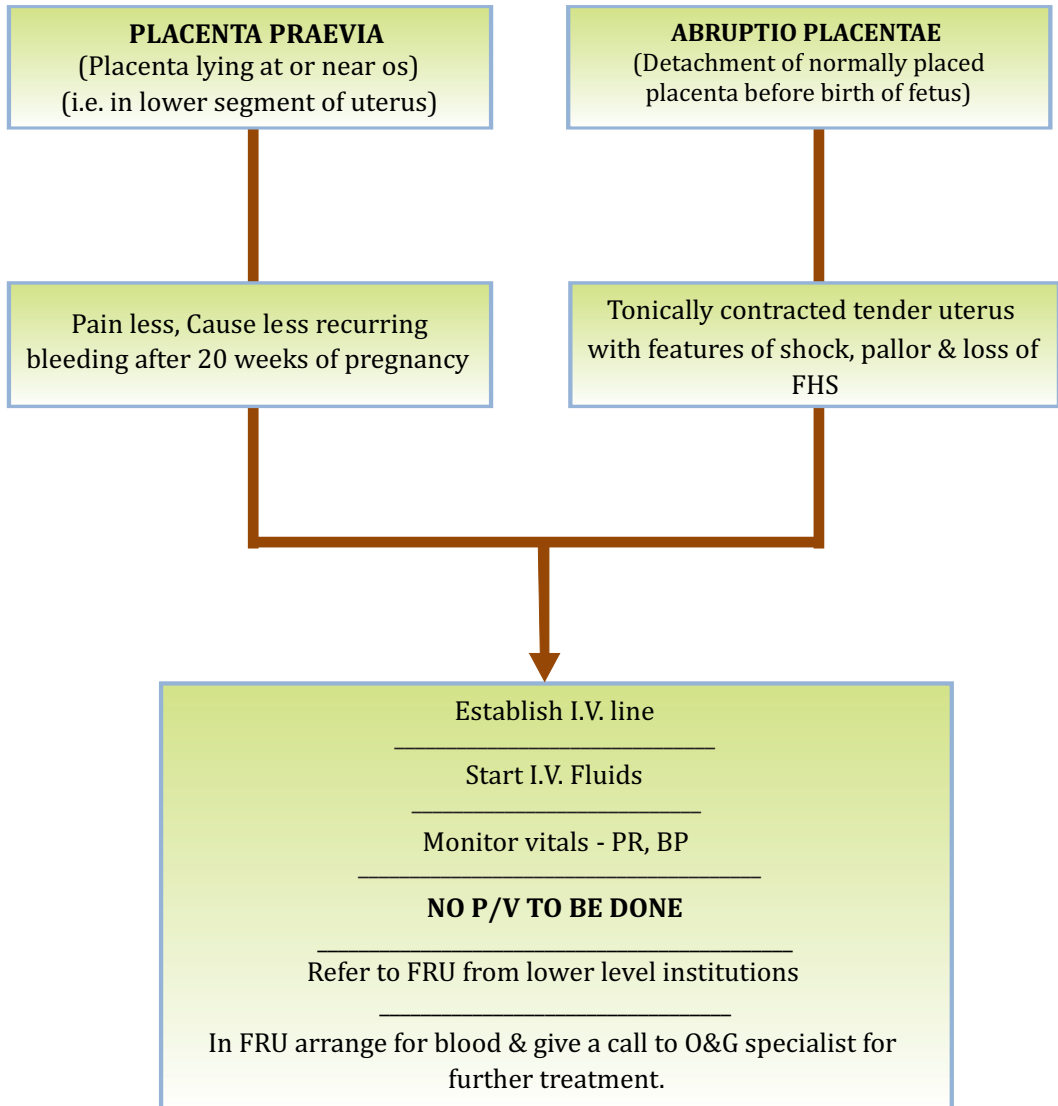 PLACENTA PRAEVIA
(Placenta lying at or near os)
(i.e. in lower segment of uterus)
ABRUPTIO PLACENTAE
(Detachment of normally placed
placenta before birth of fetus)
Pain less, Cause less recurring
bleeding after 20 weeks of pregnancy
Tonically contracted tender uterus
with features of shock, pallor & loss of
FHS
Establish I.V. line
Start I.V. Fluids
Monitor vitals - PR, BP
NO P/V TO BE DONE
Refer to FRU from lower level institutions
In FRU arrange for blood & give a call to O&G specialist for
further treatment.